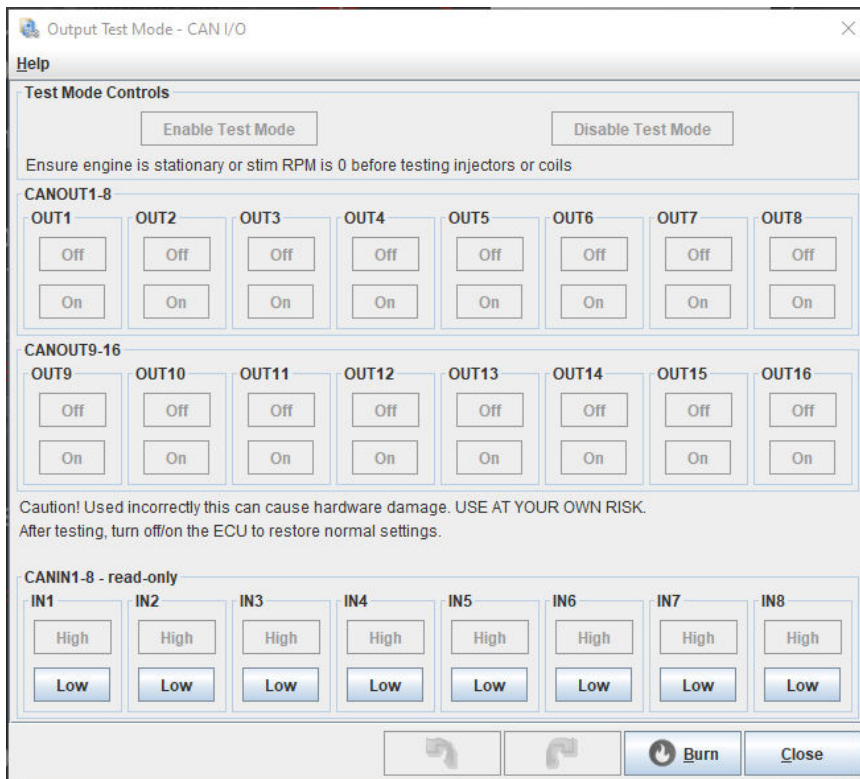 Output Test Mode - CAN I/O
Help
Test Mode Controls
Enable Test Mode Disable Test Mode
Ensure engine is stationary or stim RPM is 0 before testing injectors or coils
CANOUT1-8
OUT1 OUT2 OUT3 OUT4 OUT5 OUT6 OUT7 OUT8
Off Off Off Off Off Off Off Off
On On On On On On On On
CANOUT9-16
OUT9 OUT10 OUT11 OUT12 OUT13 OUT14 OUT15 OUT16
Off Off Off Off Off Off Off Off
On On On On On On On On
Caution! Used incorrectly this can cause hardware damage. USE AT YOUR OWN RISK.
After testing, turn off/on the ECU to restore normal settings.
CANIN1-8 - read-only
IN1 IN2 IN3 IN4 IN5 IN6 IN7 IN8
High High High High High High High High
Low Low Low Low Low Low Low Low
Burn Close